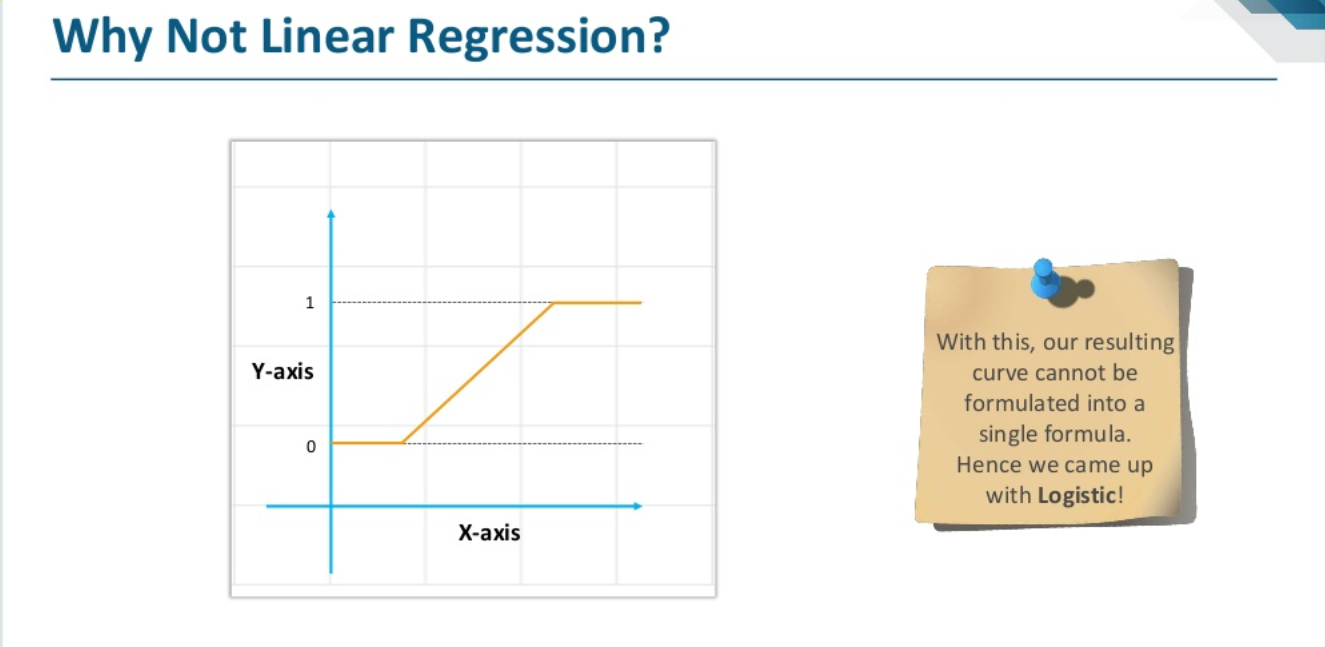 Why Not Linear Regression?
1
Y-axis
0
X-axis
With this, our resulting
curve cannot be
formulated into a
single formula.
Hence we came up
with Logistic!